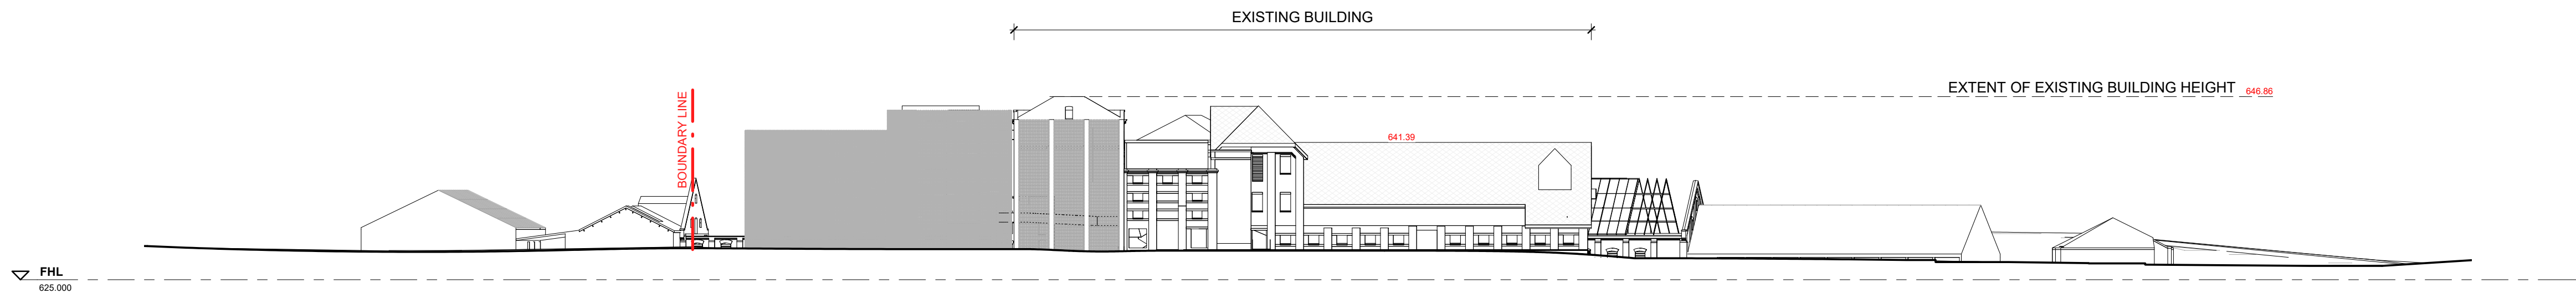 EXISTING BUILDING
EXTENT OF EXISTING BUILDING HEIGHT 646.86
BOUNDARY LINE
641.39
FHL
625.000